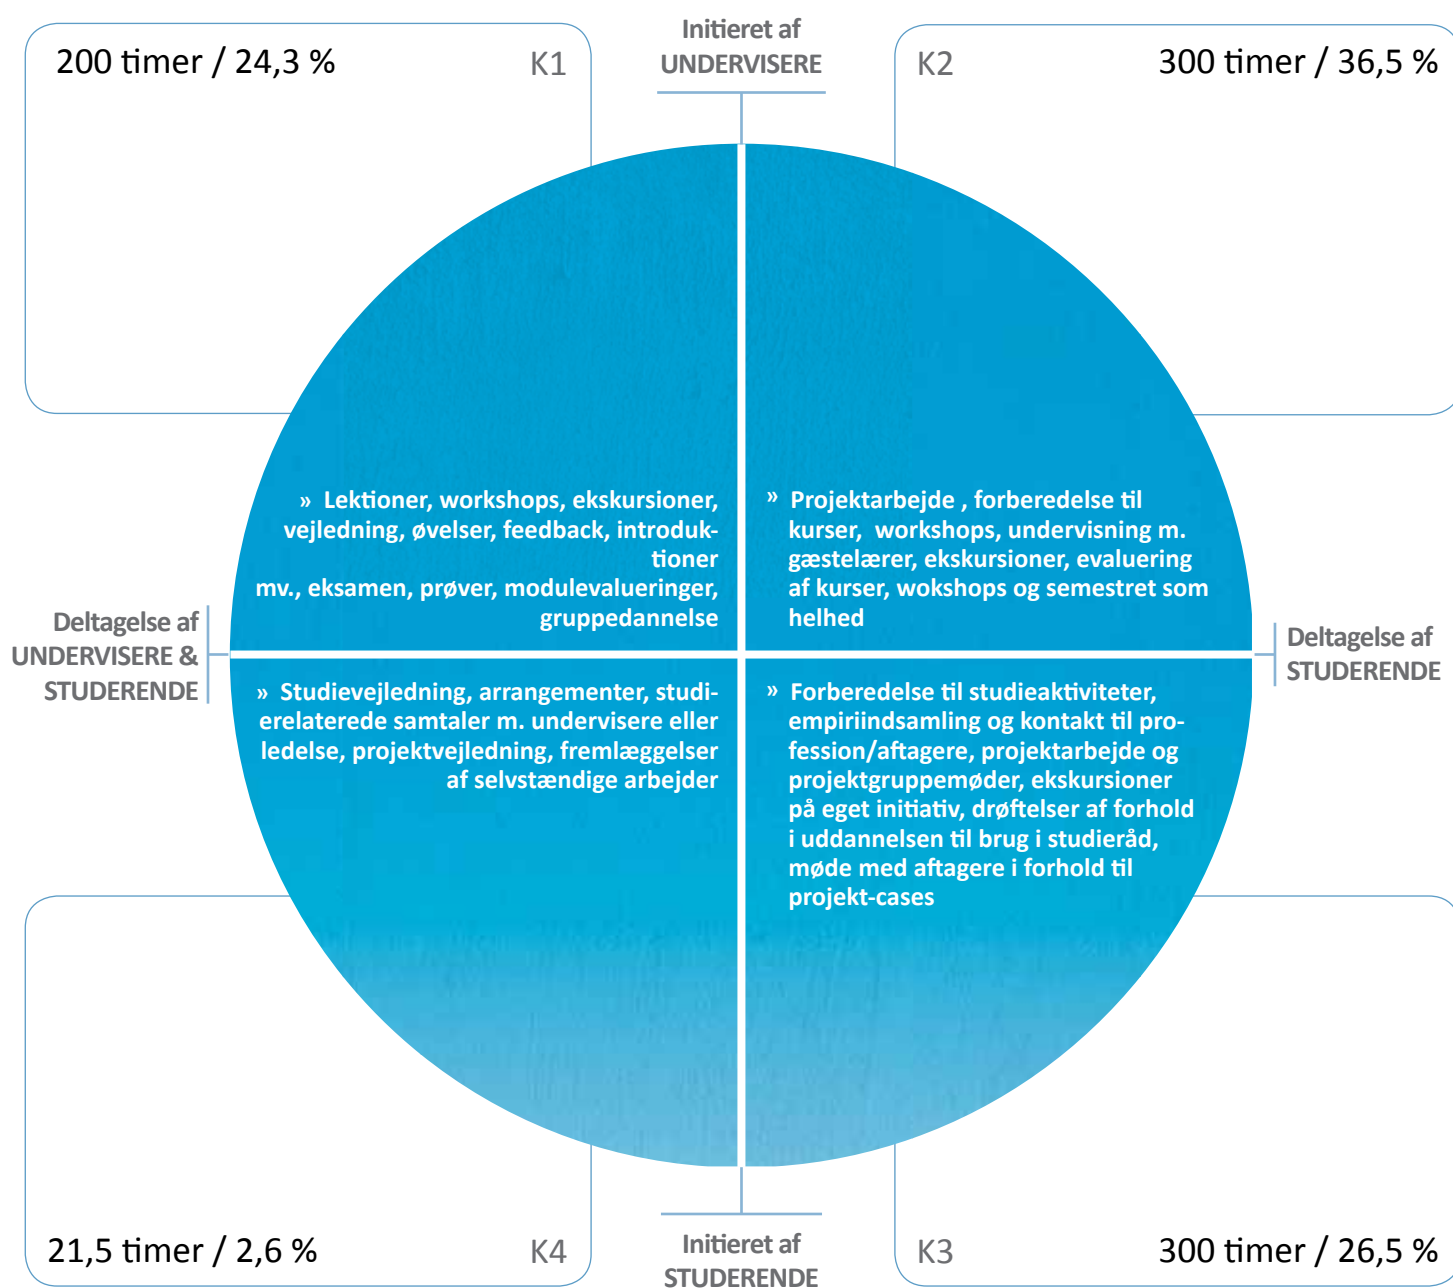 200 timer / 24,3 %
K1
Initieret af
UNDERVISERE
K2
300 timer / 36,5 %
» Lektioner, workshops, ekskursioner,
vejledning, øvelser, feedback, introduk-
tioner
mv., eksamen, prøver, modulevalueringer,
gruppedannelse
» Projektarbejde , forberedelse til
kurser, workshops, undervisning m.
gæstelærer, ekskursioner, evaluering
af kurser, wokshops og semestret som
helhed
Deltagelse af
UNDERVISERE &
STUDERENDE
Deltagelse af
STUDERENDE
» Studievejledning, arrangementer, studi-
erelaterede samtaler m. undervisere eller
ledelse, projektvejledning, fremlæggelser
af selvstændige arbejder
» Forberedelse til studieaktiviteter,
empiriindsamling og kontakt til pro-
fession/aftagere, projektarbejde og
projektgruppemøder, ekskursioner
på eget initiativ, drøftelser af forhold
i uddannelsen til brug i studieråd,
møde med aftagere i forhold til
projekt-cases
21,5 timer / 2,6 %
K4
Initieret af
STUDERENDE
K3
300 timer / 26,5 %